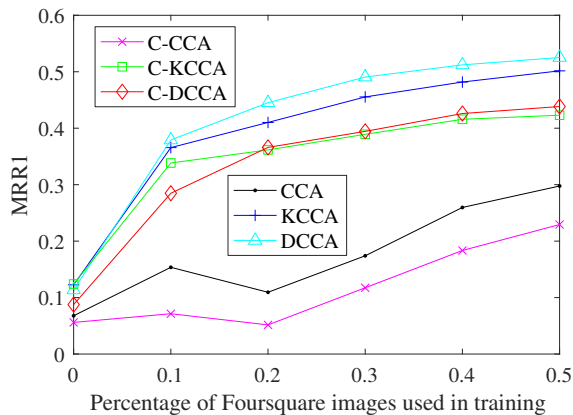 0.6
0.5
0.4
0.3
0.2
0.1
0
MRR1
C-CCA
C-KCCA
C-DCCA
CCA
KCCA
DCCA
0 0.1 0.2 0.3 0.4 0.5
Percentage of Foursquare images used in training